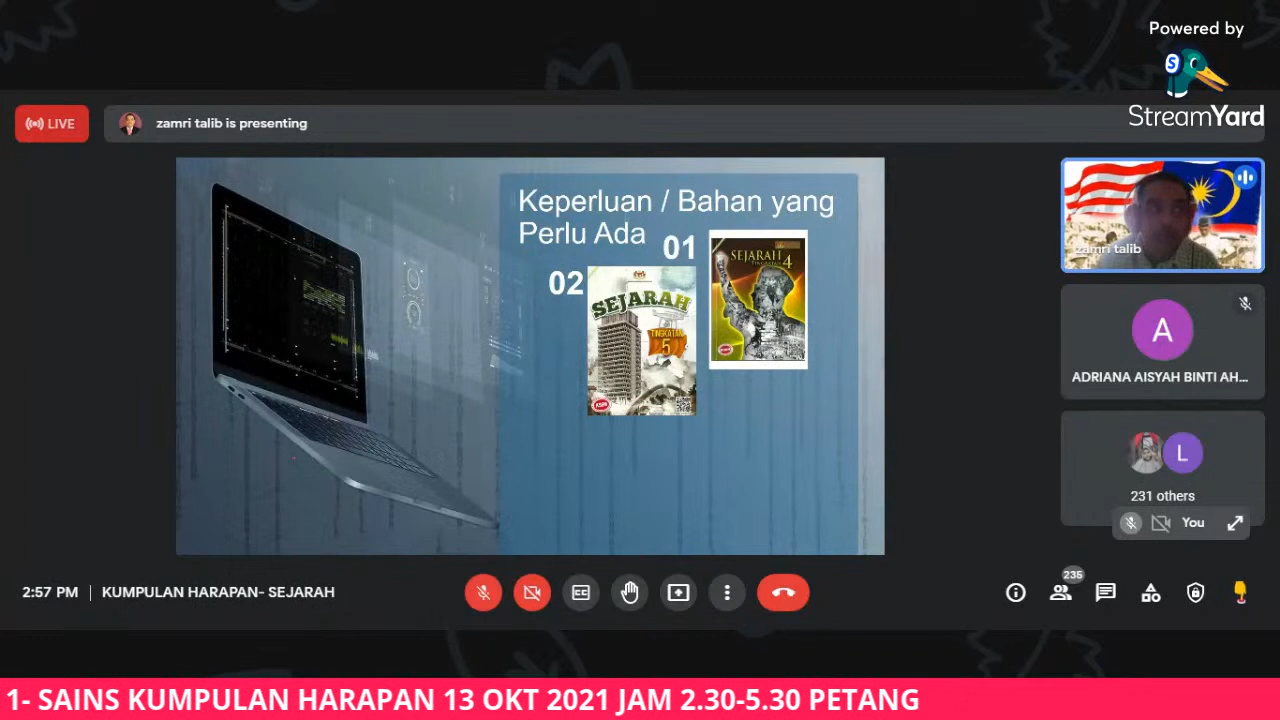 Powered by
S
StreamYard
LIVE
zamri talib is presenting
Keperluan / Bahan yang
Perlu Ada
01
02
SEJARAH
TINGKATAN 4
SEJARAH
TINGKATAN
5
KSSM
zamri talib
A
ADRIANA AISYAH BINTI AH...
L
231 others
You
2:57 PM
KUMPULAN HARAPAN- SEJARAH
CC
235
1- SAINS KUMPULAN HARAPAN 13 OKT 2021 JAM 2.30-5.30 PETANG